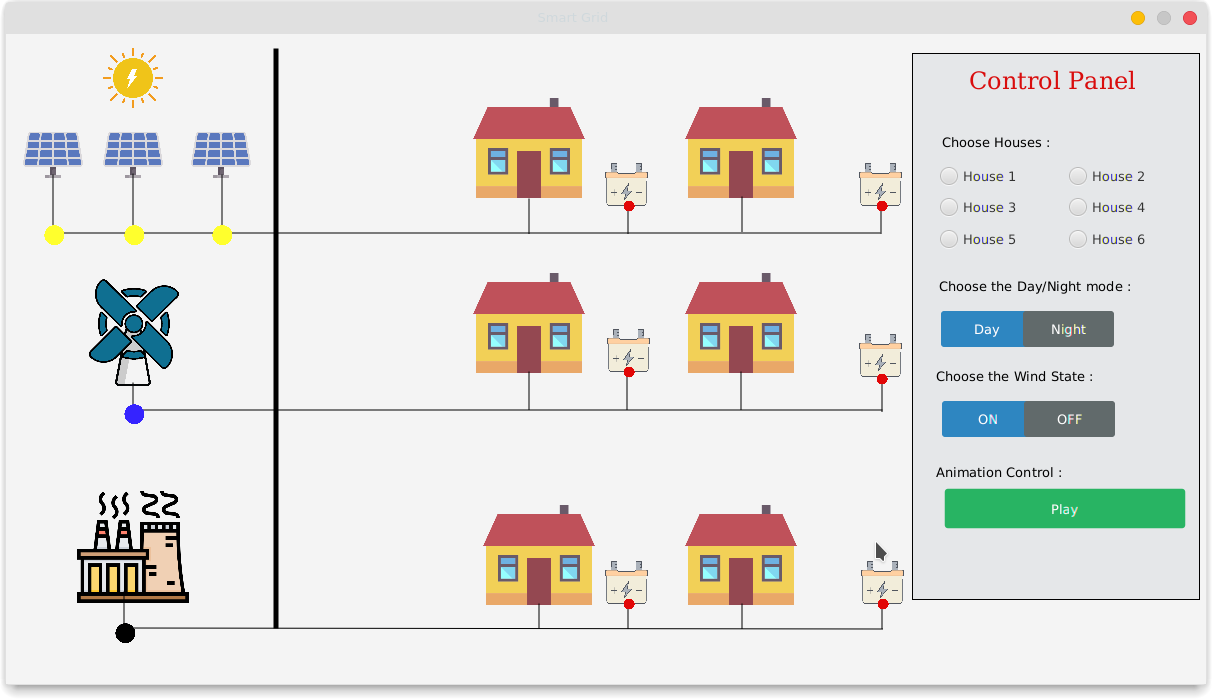 Smart Grid
Control Panel
Choose Houses :
House 1
House 2
House 3
House 4
House 5
House 6
Choose the Day/Night mode :
Day
Night
Choose the Wind State :
ON
OFF
Animation Control :
Play